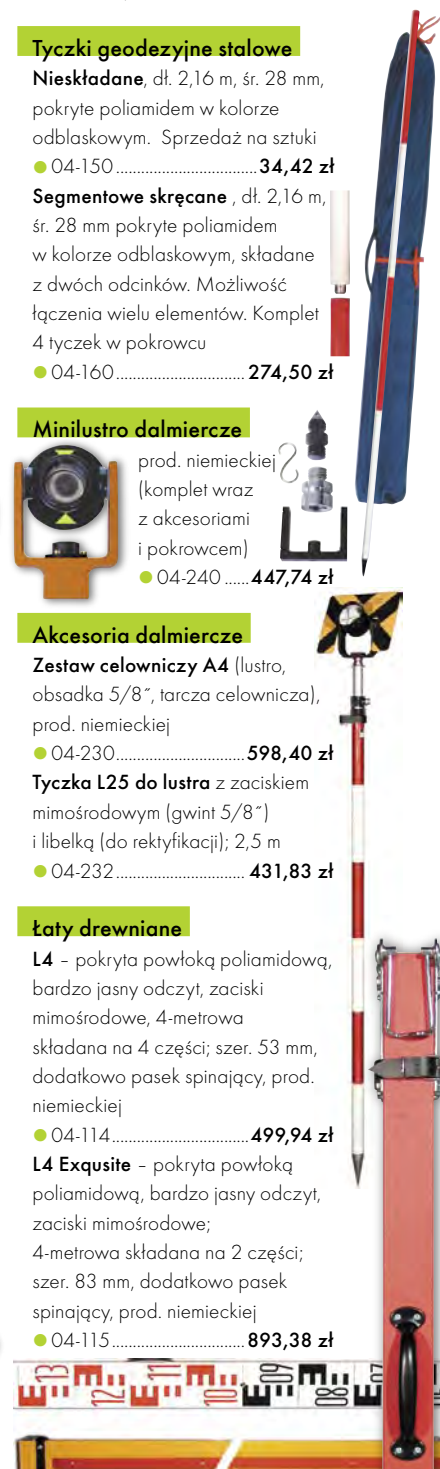 Tyczki geodezyjne stalowe
Nieskładane, dł. 2,16 m, śr. 28 mm,
pokryte poliamidem w kolorze
odblaskowym. Sprzedaż na sztuki
● 04-150.................................34,42 zł
Segmentowe skręcane , dł. 2,16 m,
śr. 28 mm pokryte poliamidem
w kolorze odblaskowym, składane
z dwóch odcinków. Możliwość
łączenia wielu elementów. Komplet
4 tyczek w pokrowcu
● 04-160............................... 274,50 zł
Minilustro dalmiercze
prod. niemieckiej
(komplet wraz
z akcesoriami
i pokrowcem)
● 04-240 ......447,74 zł
Akcesoria dalmiercze
Zestaw celowniczy A4 (lustro,
obsadka 5/8˝, tarcza celownicza),
prod. niemieckiej
● 04-230...............................598,40 zł
Tyczka L25 do lustra z zaciskiem
mimośrodowym (gwint 5/8˝)
i libelką (do rektyfikacji); 2,5 m
● 04-232............................... 431,83 zł
Łaty drewniane
L4 – pokryta powłoką poliamidową,
bardzo jasny odczyt, zaciski
mimośrodowe, 4-metrowa
składana na 4 części; szer. 53 mm,
dodatkowo pasek spinający, prod.
niemieckiej
● 04-114.................................499,94 zł
L4 Exqusite – pokryta powłoką
poliamidową, bardzo jasny odczyt,
zaciski mimośrodowe;
4-metrowa składana na 2 części;
szer. 83 mm, dodatkowo pasek
spinający, prod. niemieckiej
● 04-115.................................893,38 zł
13 12 11 10 09 08 07